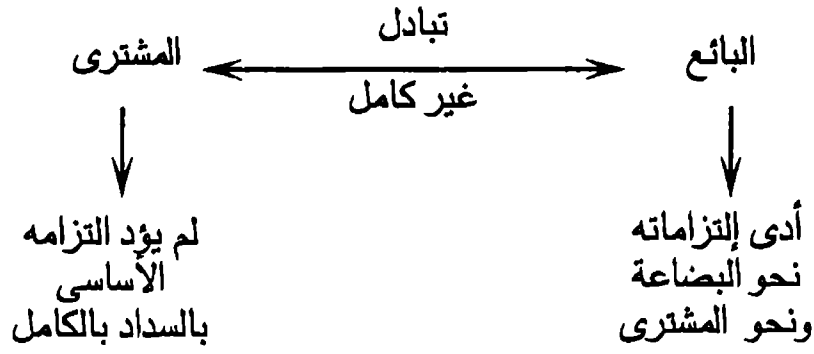 تبادل
البائع
المشترى
غير كامل
أدى إلتزاماته
نحو البضاعة
ونحو المشترى
لم يؤد التزامه
الأساسى
بالسداد بالكامل